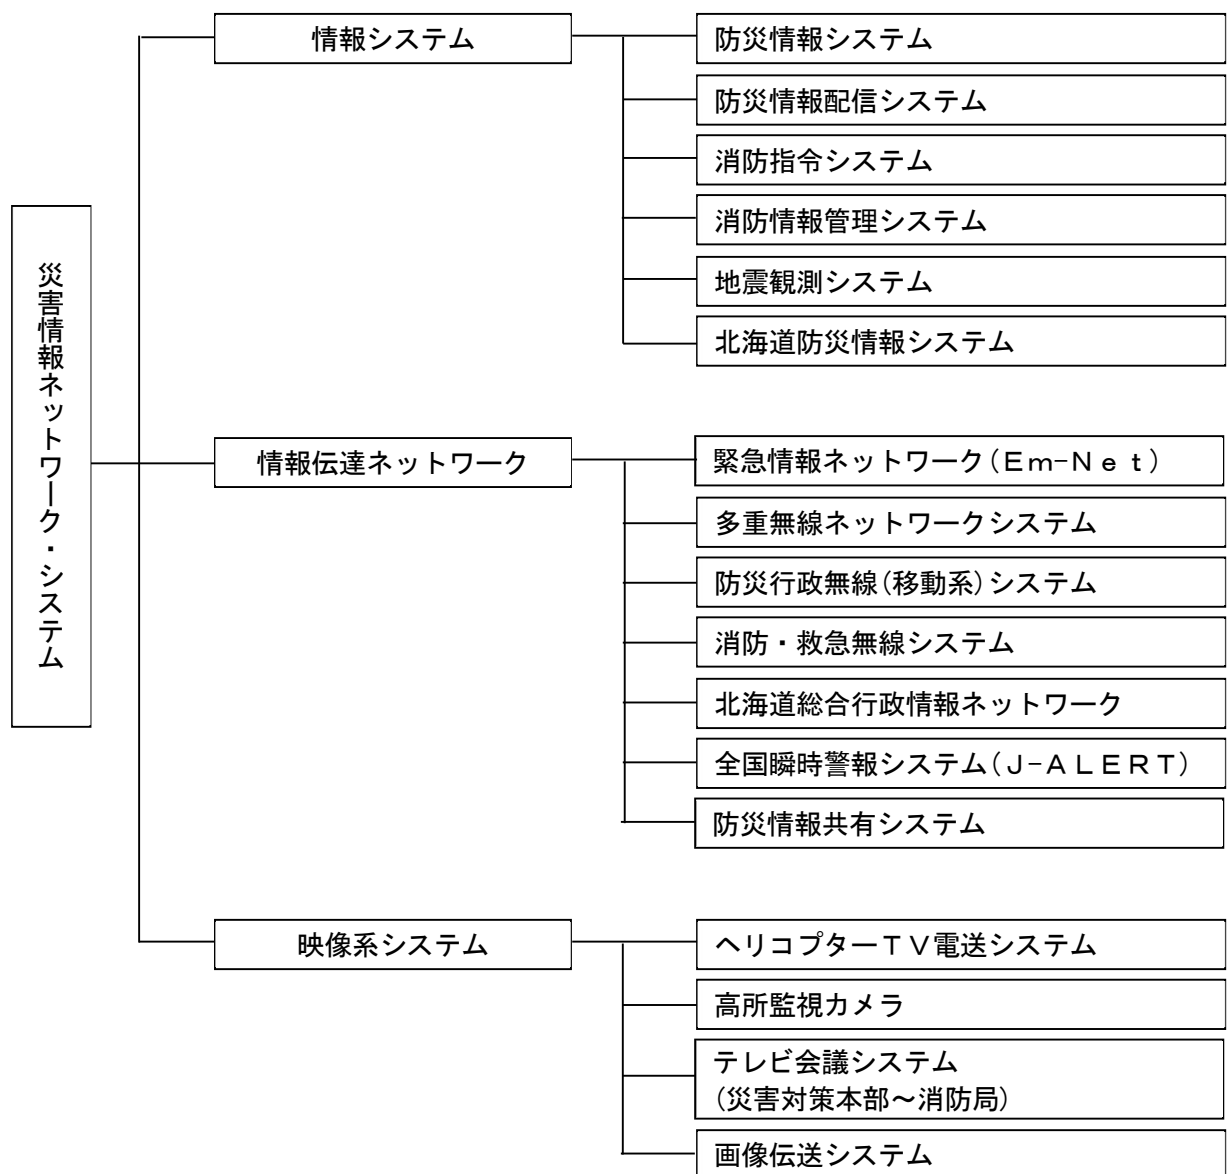 災害情報ネットワーク・システム
情報システム
防災情報システム
防災情報配信システム
消防指令システム
消防情報管理システム
地震観測システム
北海道防災情報システム
情報伝達ネットワーク
緊急情報ネットワーク(Em-Net)
多重無線ネットワークシステム
防災行政無線(移動系)システム
消防・救急無線システム
北海道総合行政情報ネットワーク
全国瞬時警報システム(J-ALERT)
防災情報共有システム
映像系システム
ヘリコプターTV電送システム
高所監視カメラ
テレビ会議システム
(災害対策本部~消防局)
画像伝送システム